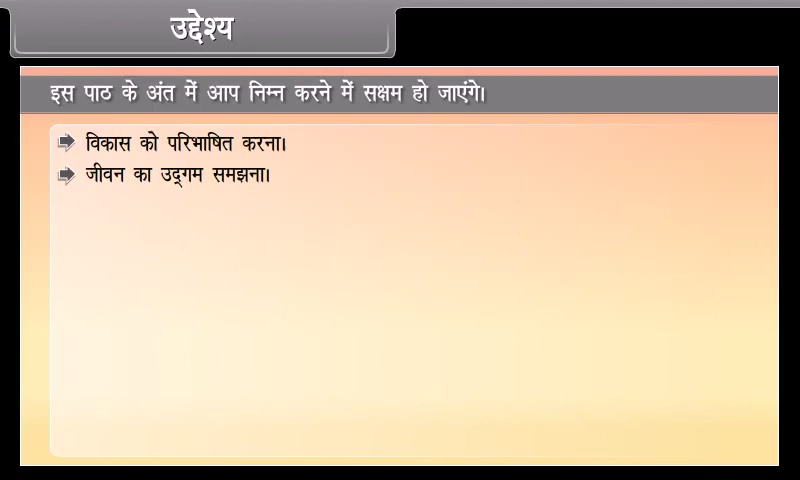 उद्देश्य
इस पाठ के अंत में आप निम्न करने में सक्षम हो जाएंगे।
विकास को परिभाषित करना।
जीवन का उद्‌गम समझना।